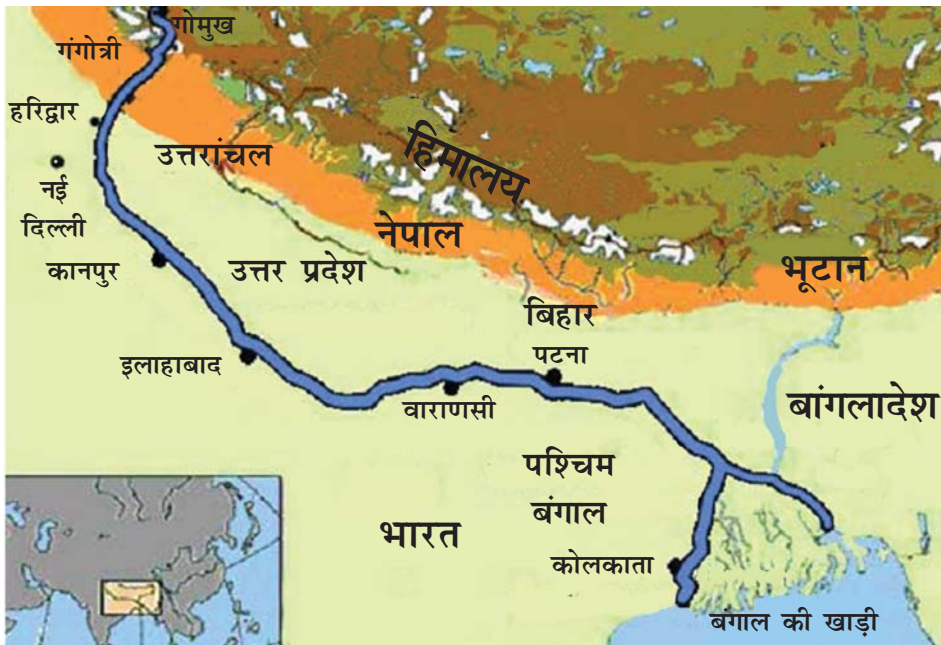 गोमुख
गंगोत्री
हरिद्वार
उत्तरांचल
हिमालय
नई
दिल्ली
नेपाल
कानपुर
उत्तर प्रदेश
भूटान
बिहार
इलाहाबाद
पटना
वाराणसी
बांगलादेश
पश्चिम
बंगाल
भारत
कोलकाता
बंगाल की खाड़ी